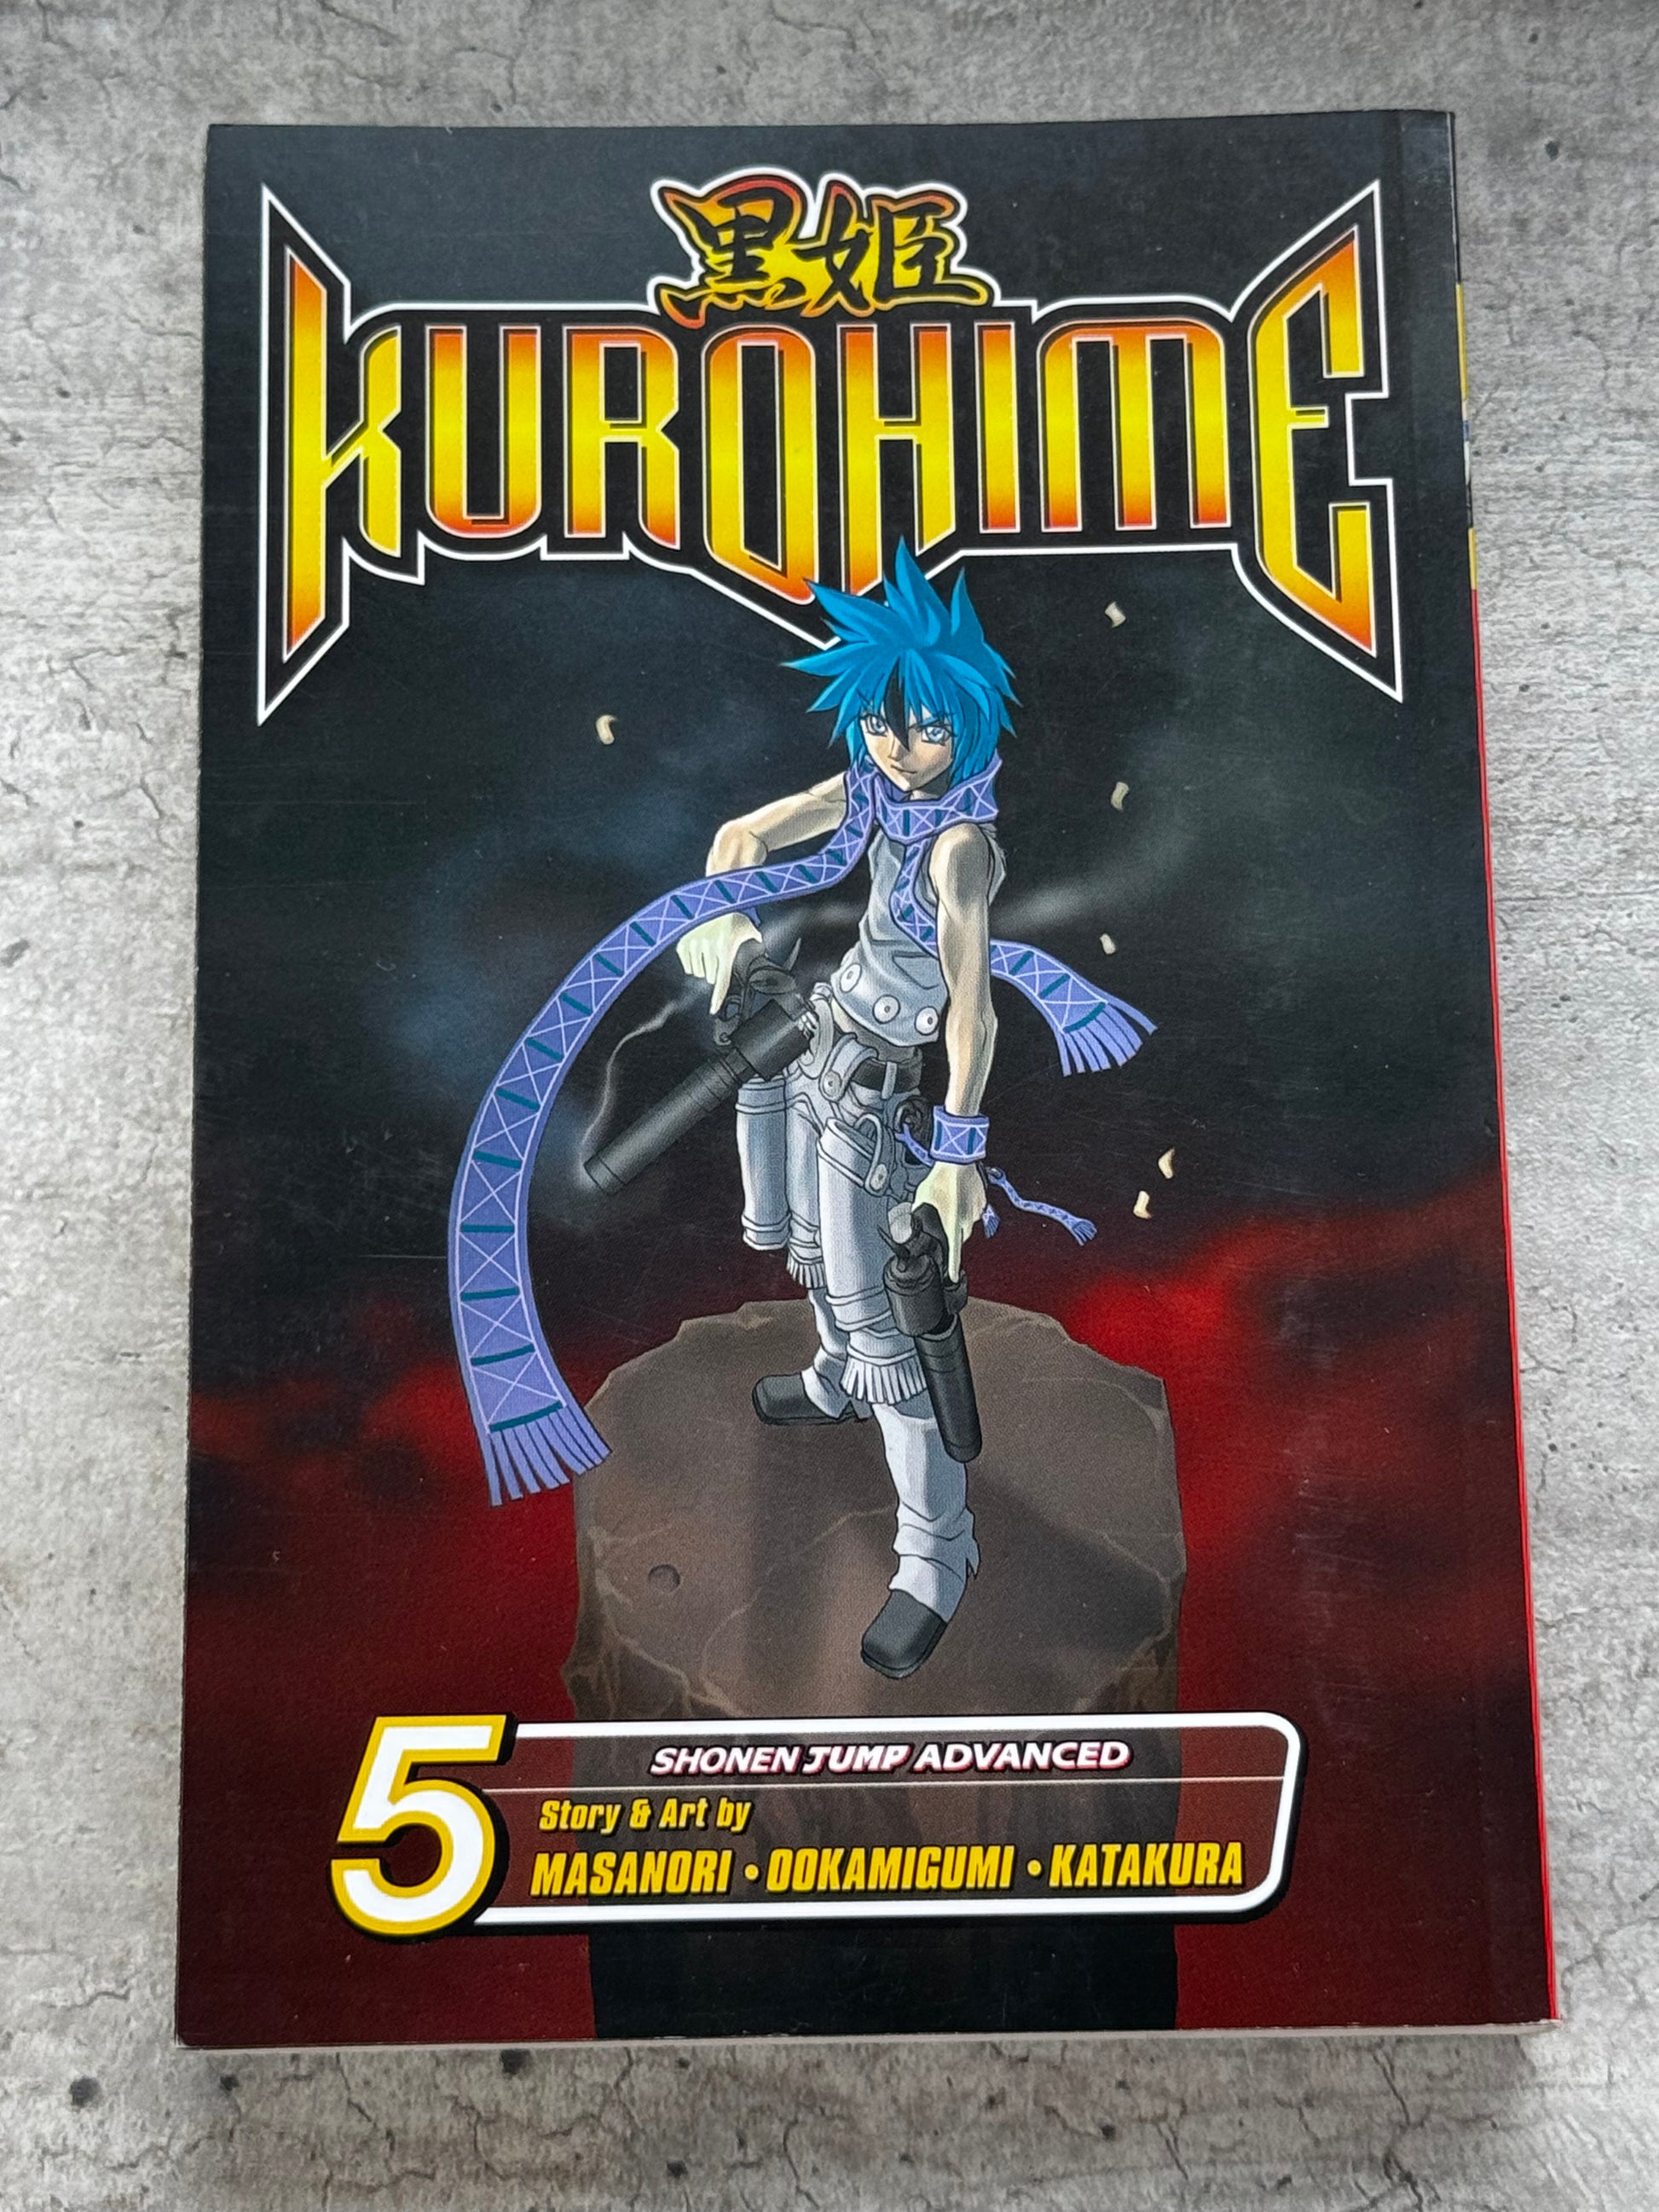 黒姫
KUROHIME
5
SHONEN JUMP ADVANCED
Story & Art by
MASANORI • OOKAMIGUMI • KATAKURA